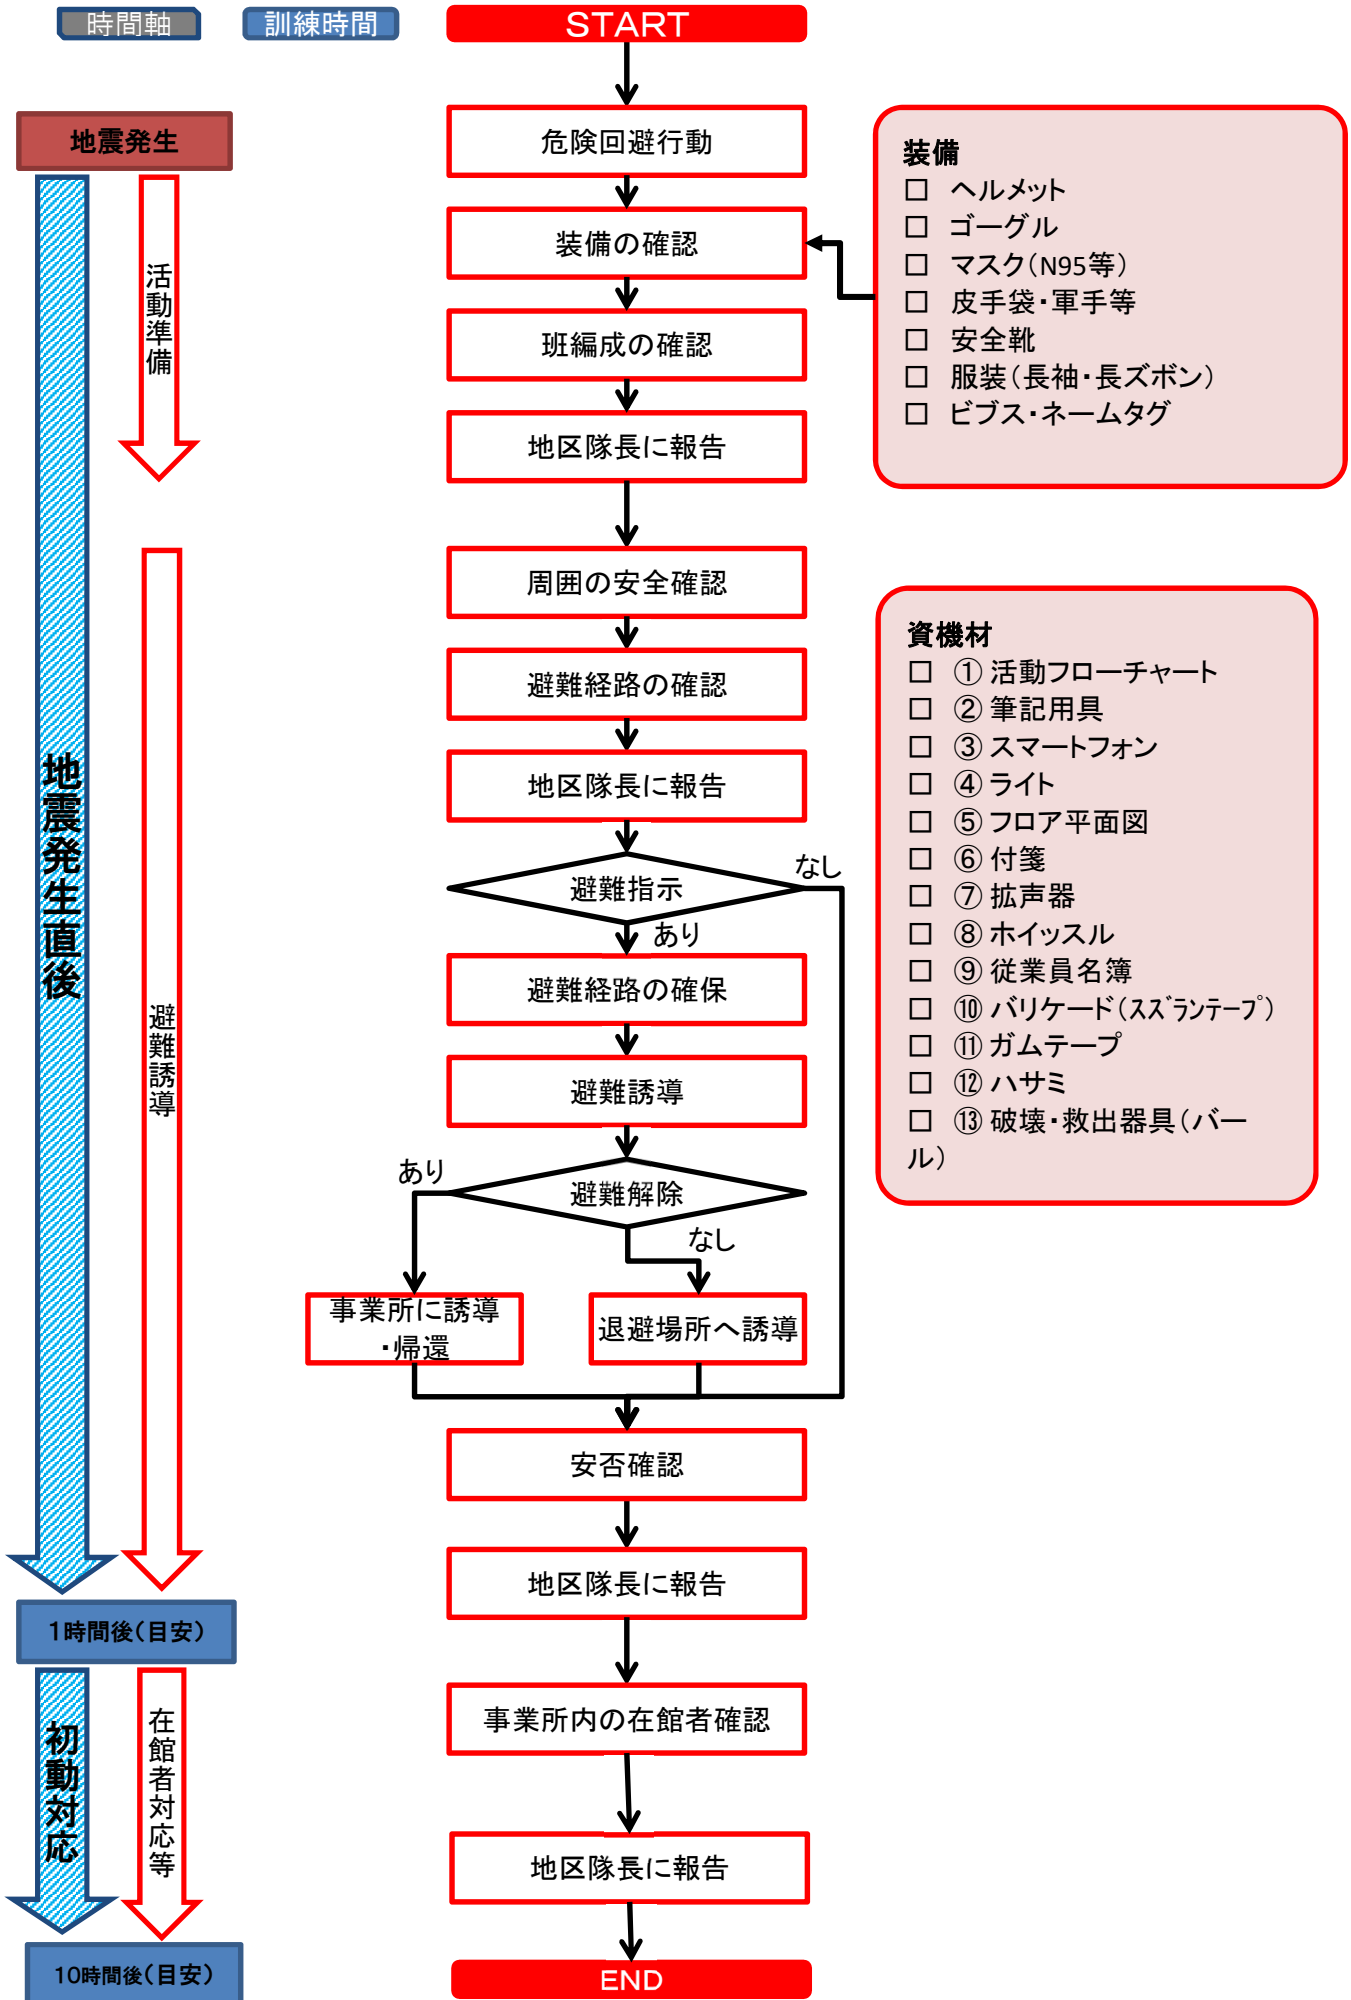 時間軸
訓練時間
START
地震発生
活動準備
避難誘導
地震発生直後
1時間後(目安)
初動対応
在館者対応等
10時間後(目安)
危険回避行動
装備の確認
班編成の確認
地区隊長に報告
周囲の安全確認
避難経路の確認
地区隊長に報告
避難指示
なし
あり
避難経路の確保
避難誘導
避難解除
あり
なし
事業所に誘導
・帰還
退避場所へ誘導
安否確認
地区隊長に報告
事業所内の在館者確認
地区隊長に報告
END
装備
□ ヘルメット
□ ゴーグル
□ マスク(N95等)
□ 皮手袋・軍手等
□ 安全靴
□ 服装(長袖・長ズボン)
□ ビブス・ネームタグ
資機材
□ ① 活動フローチャート
□ ② 筆記用具
□ ③ スマートフォン
□ ④ ライト
□ ⑤ フロア平面図
□ ⑥ 付箋
□ ⑦ 拡声器
□ ⑧ ホイッスル
□ ⑨ 従業員名簿
□ ⑩ バリケード(スズランテープ)
□ ⑪ ガムテープ
□ ⑫ ハサミ
□ ⑬ 破壊・救出器具(バー
ル)